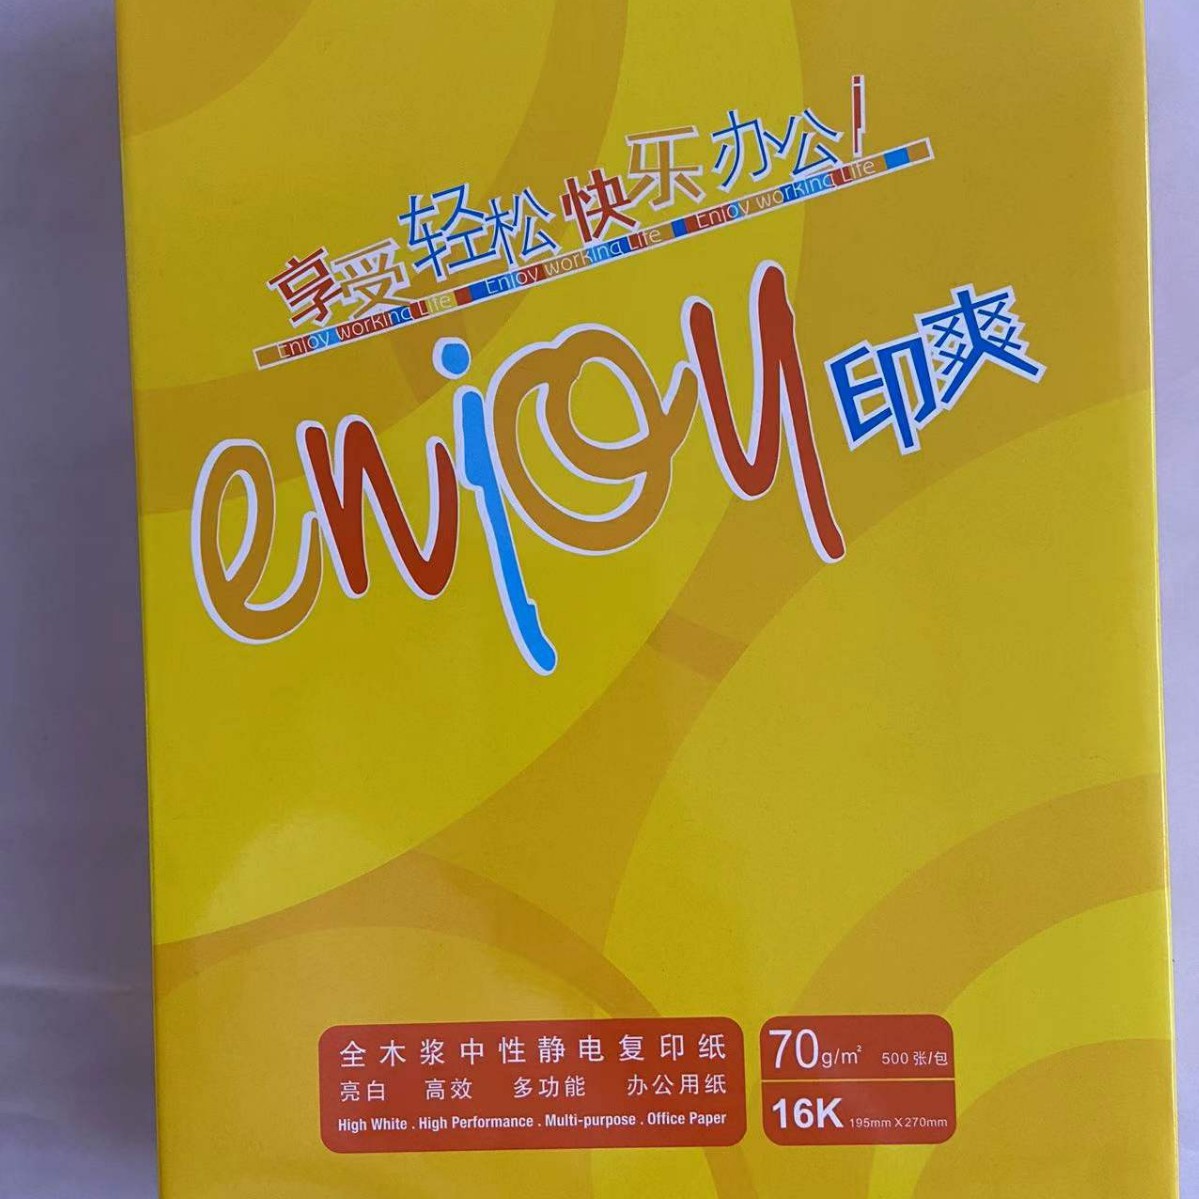 享受轻松快乐办公!
Enjoy working Life Enjoy working Life Enjoy working Life
enjoy 印爽
全木浆中性静电复印纸
亮白 高效 多功能 办公用纸
High White . High Performance . Multi-purpose . Office Paper
70g/m² 500张/包
16K 195mm X 270mm